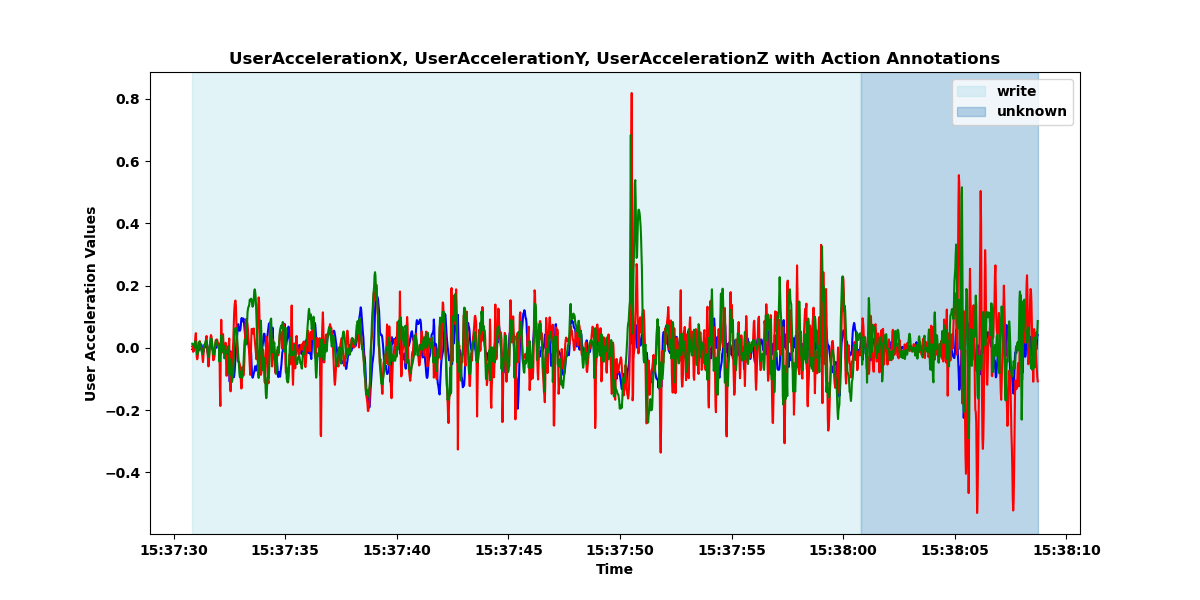 UserAccelerationX, UserAccelerationY, UserAccelerationZ with Action Annotations
write
unknown
User Acceleration Values
0.8
0.6
0.4
0.2
0.0
−0.2
−0.4
15:37:30 15:37:35 15:37:40 15:37:45 15:37:50 15:37:55 15:38:00 15:38:05 15:38:10
Time